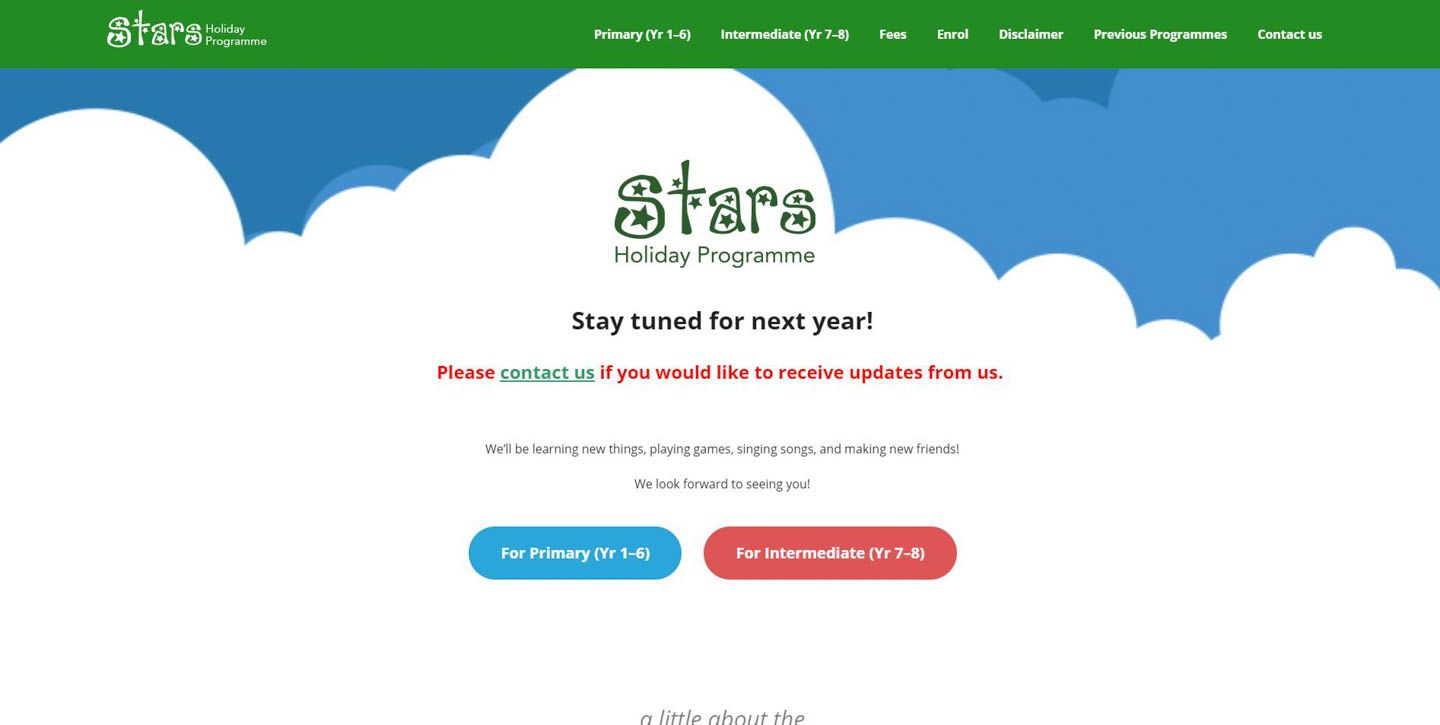 Stars Holiday Programme
Primary (Yr 1–6) Intermediate (Yr 7–8) Fees Enrol Disclaimer Previous Programmes Contact us
Stars
Holiday Programme
Stay tuned for next year!
Please contact us if you would like to receive updates from us.
We’ll be learning new things, playing games, singing songs, and making new friends!
We look forward to seeing you!
For Primary (Yr 1–6) For Intermediate (Yr 7–8)
a little about the